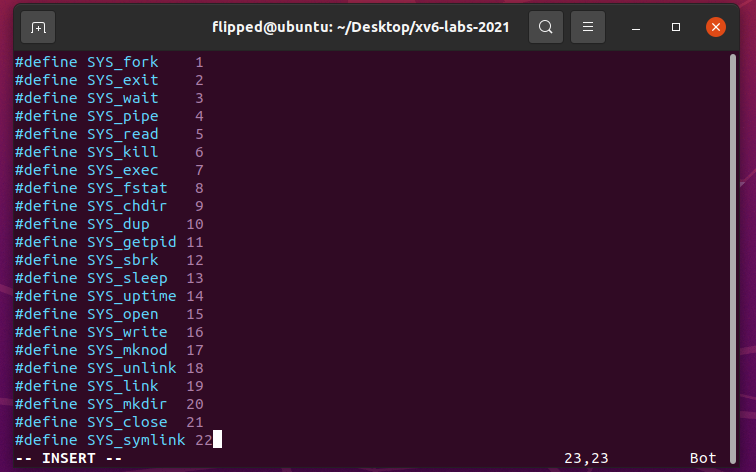 flipped@ubuntu: ~/Desktop/xv6-labs-2021
#define SYS_fork    1
#define SYS_exit    2
#define SYS_wait    3
#define SYS_pipe    4
#define SYS_read    5
#define SYS_kill    6
#define SYS_exec    7
#define SYS_fstat   8
#define SYS_chdir   9
#define SYS_dup    10
#define SYS_getpid 11
#define SYS_sbrk   12
#define SYS_sleep  13
#define SYS_uptime 14
#define SYS_open   15
#define SYS_write  16
#define SYS_mknod  17
#define SYS_unlink 18
#define SYS_link   19
#define SYS_mkdir  20
#define SYS_close  21
#define SYS_symlink 22
-- INSERT -- 23,23 Bot